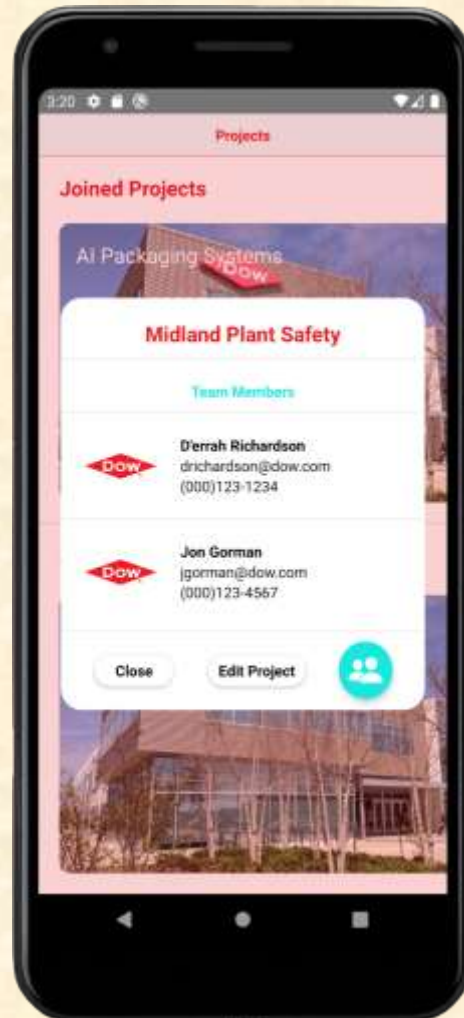 3:20
Projects
Joined Projects
AI Packaging Systems
Dow
Midland Plant Safety
Team Members
Dow
D'errah Richardson
drichardson@dow.com
(000)123-1234
Dow
Jon Gorman
jgorman@dow.com
(000)123-4567
Close
Edit Project